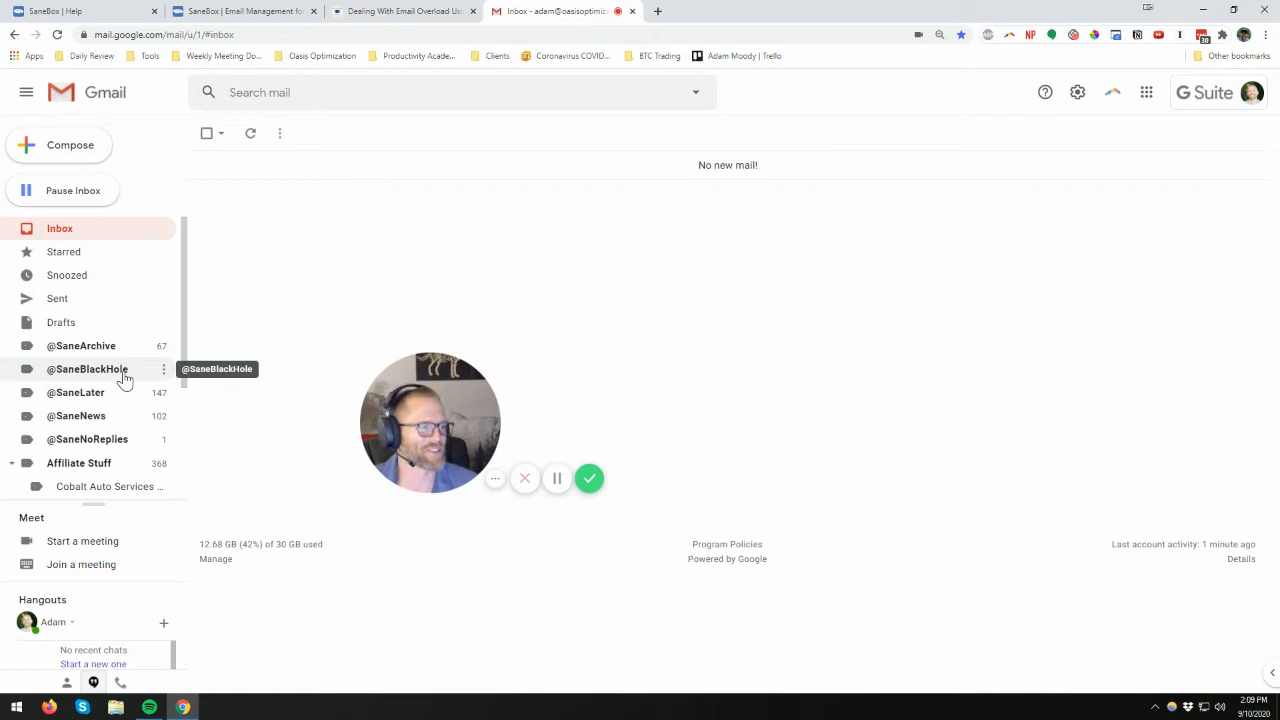 SaneBox | Help
SaneBox | Email Management for
Dealing With Email Overload Us
Inbox - adam@oasisoptimiz
mail.google.com/mail/u/1/#inbox
Apps
Daily Review
Tools
Weekly Meeting Do...
Oasis Optimization
Productivity Acade...
Clients
Coronavirus COVID...
BTC Trading
Adam Moody | Trello
Other bookmarks
NP
30
Gmail
Search mail
G Suite
Compose
No new mail!
Pause Inbox
Inbox
Starred
Snoozed
Sent
Drafts
@SaneArchive 67
@SaneBlackHole
@SaneBlackHole
@SaneLater 147
@SaneNews 102
@SaneNoReplies 1
Affiliate Stuff 368
Cobalt Auto Services ...
Meet
Start a meeting
Join a meeting
12.68 GB (42%) of 30 GB used
Manage
Program Policies
Powered by Google
Last account activity: 1 minute ago
Details
Hangouts
Adam
No recent chats
Start a new one
2:09 PM
9/10/2020